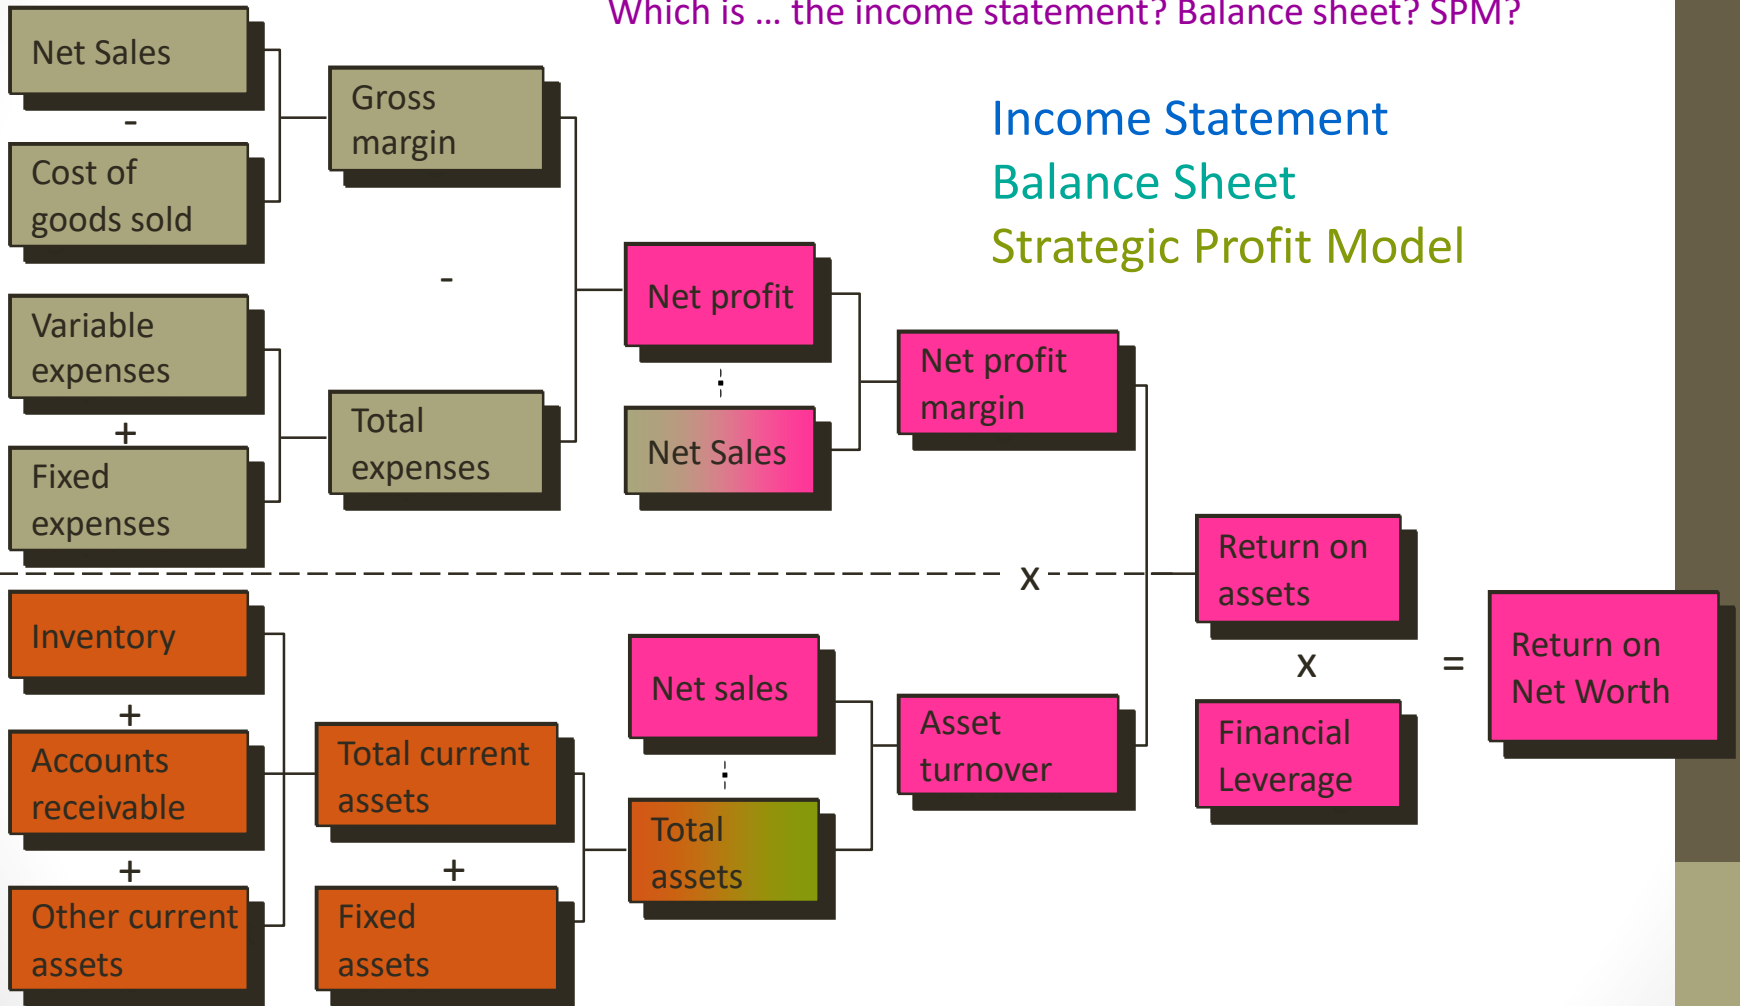 Which is ... the income statement? Balance sheet? SPM?
Income Statement
Balance Sheet
Strategic Profit Model
Net Sales
-
Cost of
goods sold
Gross
margin
-
Variable
expenses
+
Fixed
expenses
Total
expenses
Net profit
÷
Net Sales
Net profit
margin
x
Inventory
+
Accounts
receivable
+
Other current
assets
Total current
assets
+
Fixed
assets
Net sales
÷
Total
assets
Asset
turnover
Return on
assets
x
Financial
Leverage
=
Return on
Net Worth